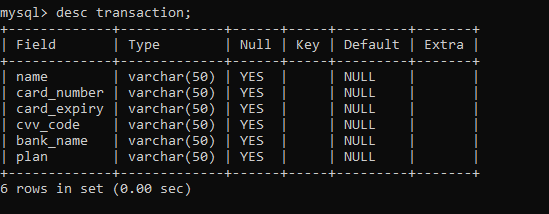 mysql> desc transaction;
+-------------+-------------+------+-----+---------+-------+
| Field       | Type        | Null | Key | Default | Extra |
+-------------+-------------+------+-----+---------+-------+
| name        | varchar(50) | YES  |     | NULL    |       |
| card_number | varchar(50) | YES  |     | NULL    |       |
| card_expiry | varchar(50) | YES  |     | NULL    |       |
| cvv_code    | varchar(50) | YES  |     | NULL    |       |
| bank_name   | varchar(50) | YES  |     | NULL    |       |
| plan        | varchar(50) | YES  |     | NULL    |       |
+-------------+-------------+------+-----+---------+-------+
6 rows in set (0.00 sec)